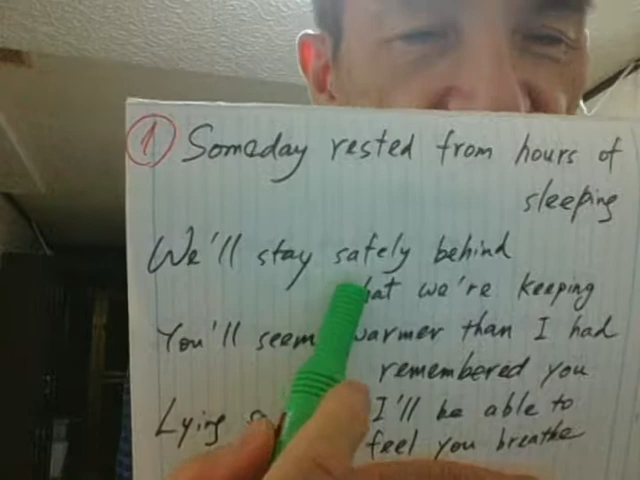 ① Someday rested from hours of
sleeping
We'll stay safely behind
we're keeping
You'll seem warmer than I had
remembered you
Lying I'll be able to
feel you breathe